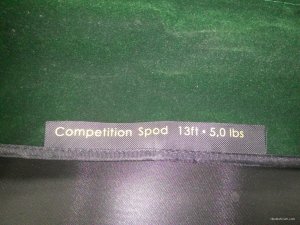 Competition Spod 13ft • 5,0 lbs